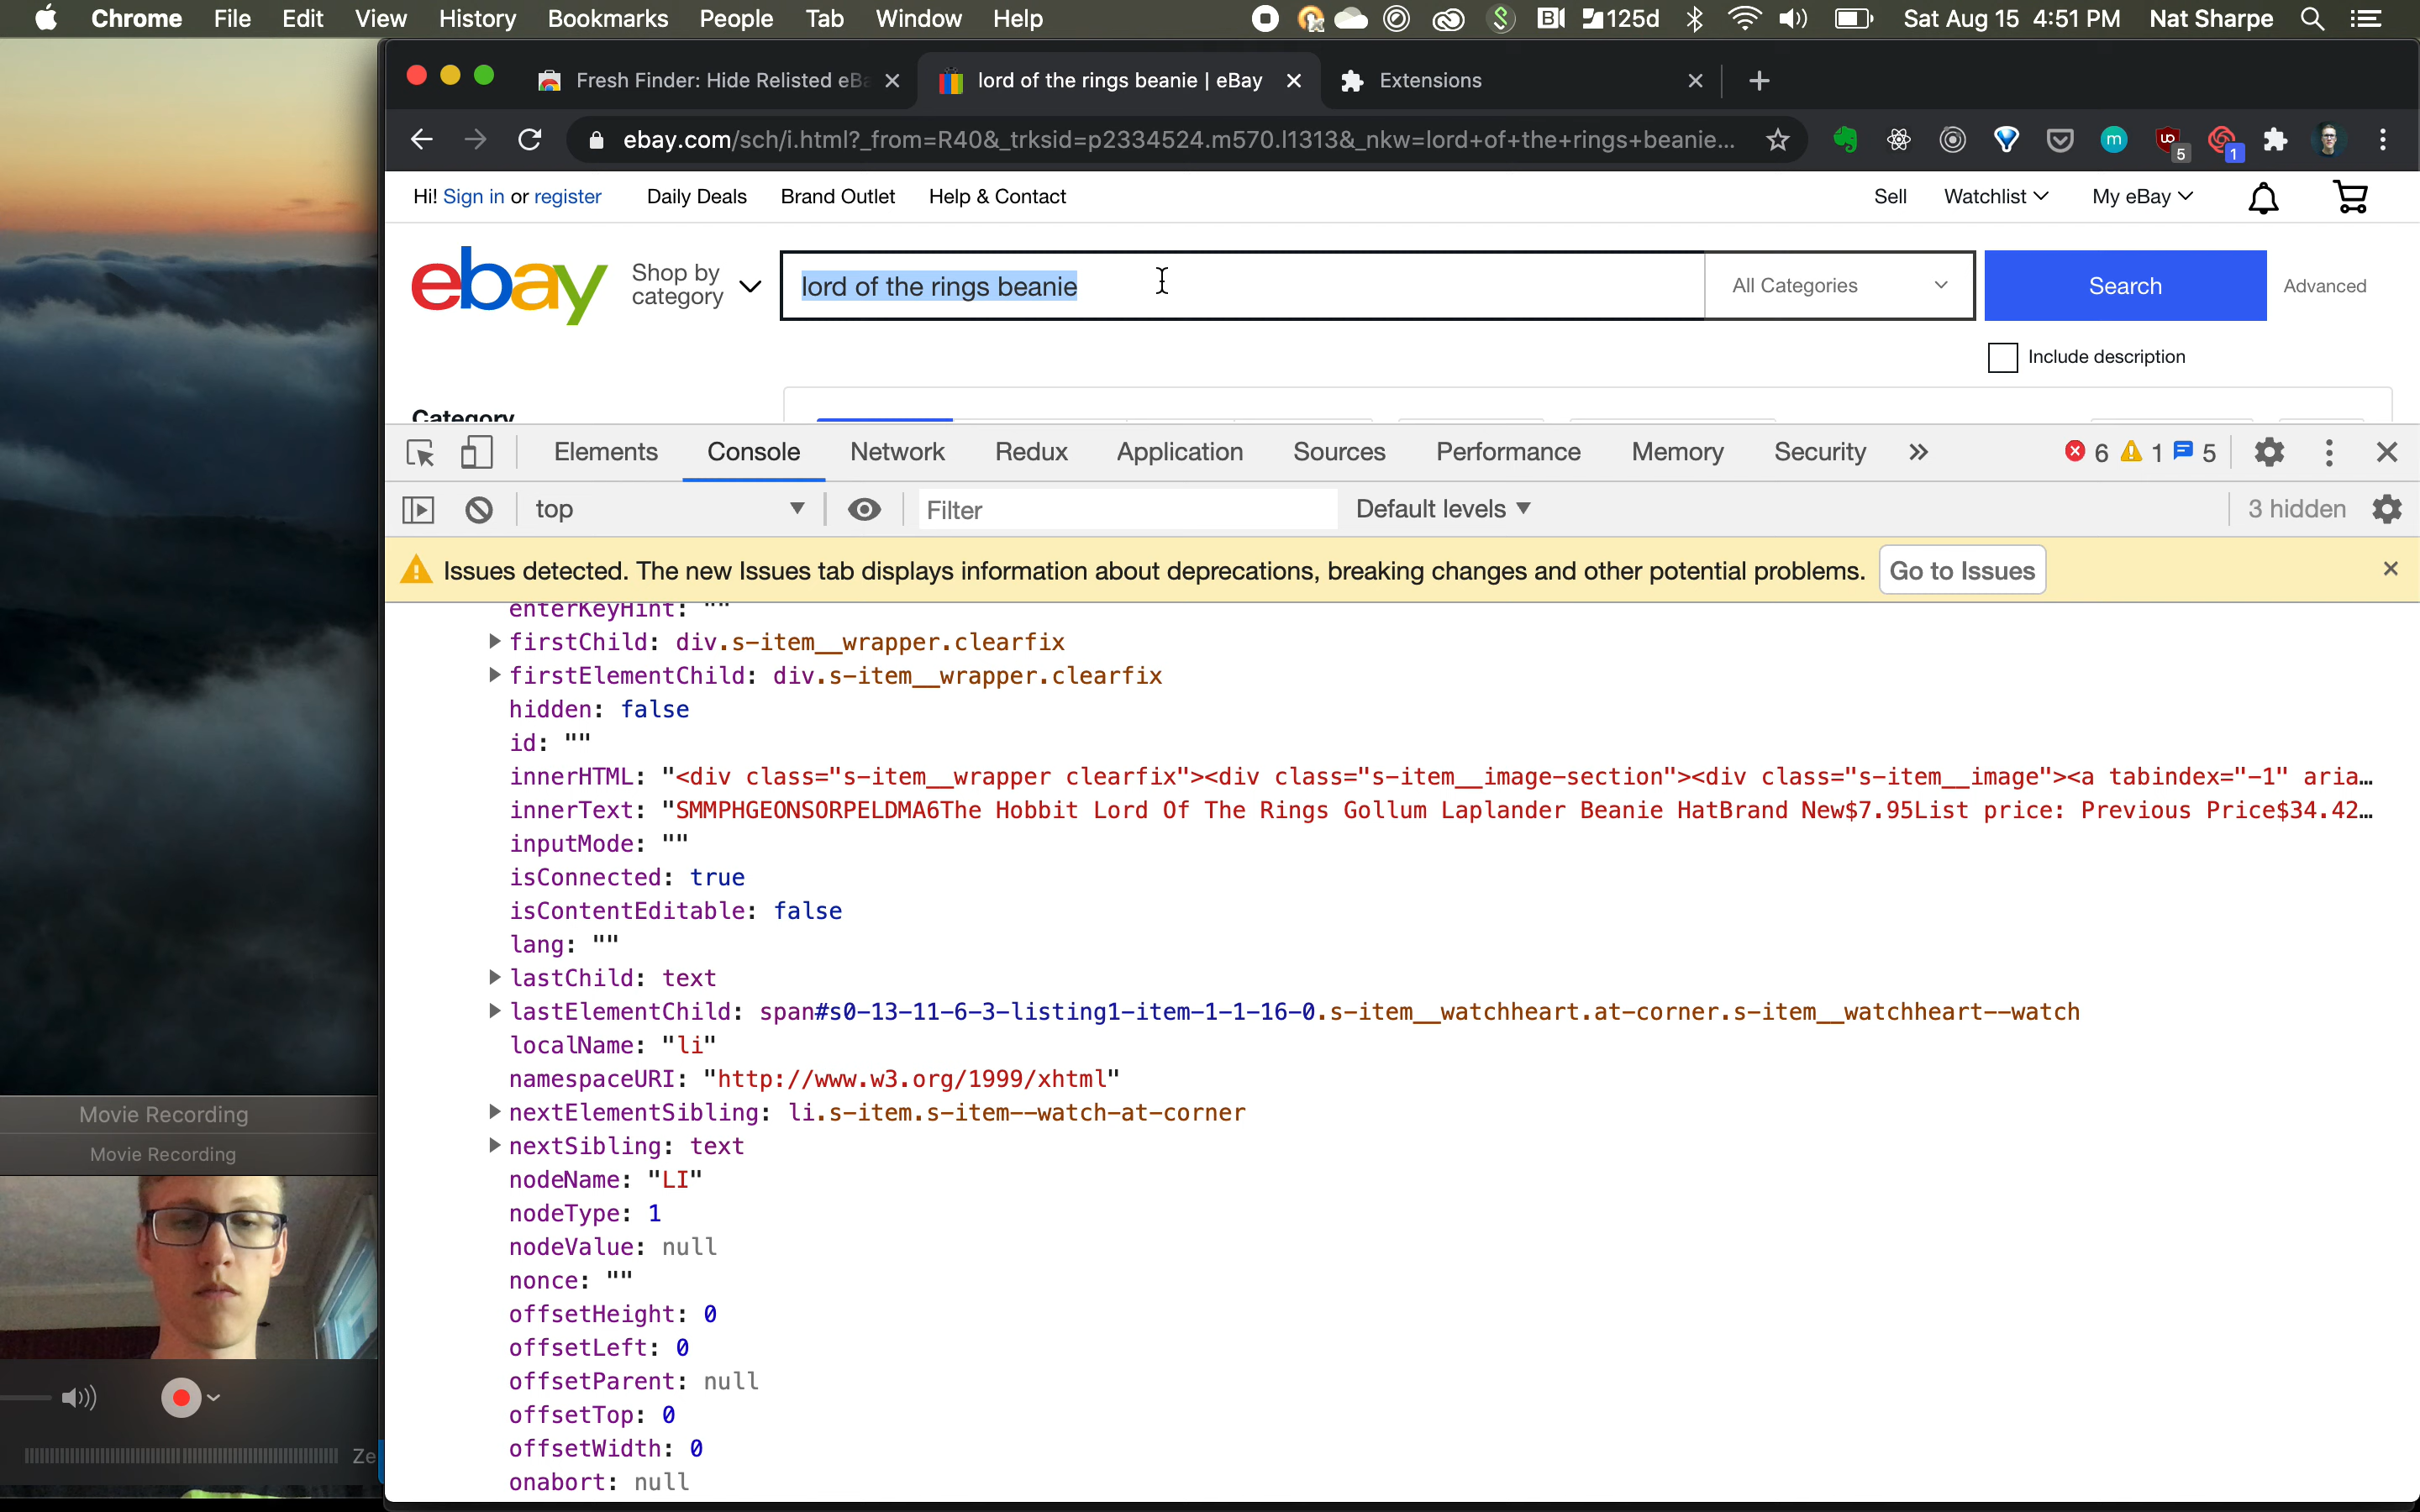 Chrome File Edit View History Bookmarks People Tab Window Help 125d Sat Aug 15 4:51 PM Nat Sharpe
Fresh Finder: Hide Relisted eBa
lord of the rings beanie | eBay
Extensions
ebay.com/sch/i.html?_from=R40&_trksid=p2334524.m570.l1313&_nkw=lord+of+the+rings+beanie...
m
5
1
Hi! Sign in or register Daily Deals Brand Outlet Help & Contact Sell Watchlist My eBay
ebay
Shop by
category
lord of the rings beanie
All Categories
Search
Advanced
Include description
Category
Elements Console Network Redux Application Sources Performance Memory Security » 6 1 5
top Filter Default levels ▼ 3 hidden
Issues detected. The new Issues tab displays information about deprecations, breaking changes and other potential problems. Go to Issues
enterKeyHint: ""
firstChild: div.s-item__wrapper.clearfix
firstElementChild: div.s-item__wrapper.clearfix
hidden: false
id: ""
innerHTML: "<div class="s-item__wrapper clearfix"><div class="s-item__image-section"><div class="s-item__image"><a tabindex="-1" aria…
innerText: "SMMPHGEONSORPELDMA6The Hobbit Lord Of The Rings Gollum Laplander Beanie HatBrand New$7.95List price: Previous Price$34.42…
inputMode: ""
isConnected: true
isContentEditable: false
lang: ""
lastChild: text
lastElementChild: span#s0-13-11-6-3-listing1-item-1-1-16-0.s-item__watchheart.at-corner.s-item__watchheart--watch
localName: "li"
namespaceURI: "http://www.w3.org/1999/xhtml"
nextElementSibling: li.s-item.s-item--watch-at-corner
nextSibling: text
nodeName: "LI"
nodeType: 1
nodeValue: null
nonce: ""
offsetHeight: 0
offsetLeft: 0
offsetParent: null
offsetTop: 0
offsetWidth: 0
onabort: null
Movie Recording
Movie Recording
Ze